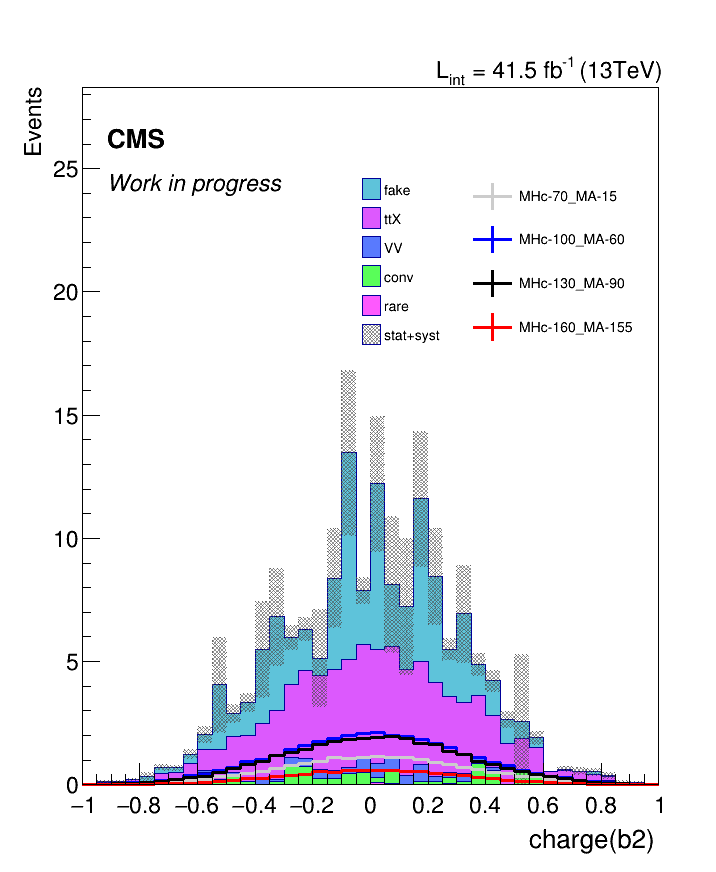 L_int = 41.5 fb^-1 (13TeV)
Events
CMS
Work in progress
fake
ttX
VV
conv
rare
stat+syst
MHc-70_MA-15
MHc-100_MA-60
MHc-130_MA-90
MHc-160_MA-155
25
20
15
10
5
0
−1 −0.8 −0.6 −0.4 −0.2 0 0.2 0.4 0.6 0.8 1
charge(b2)